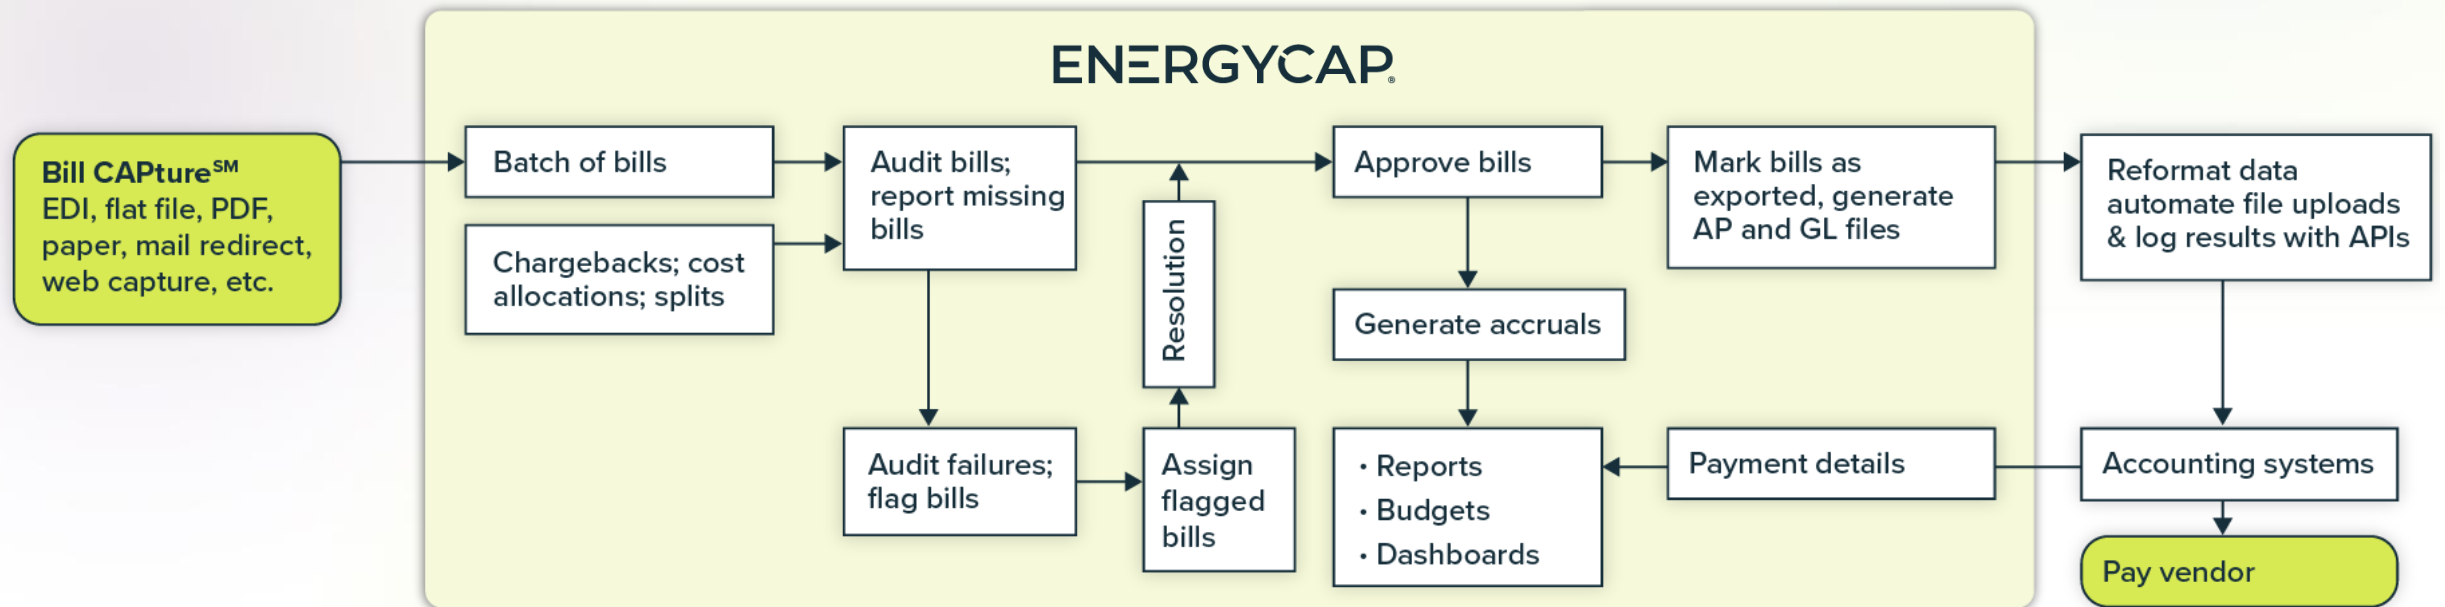 ENERGYCAP®
Bill CAPture℠
EDI, flat file, PDF,
paper, mail redirect,
web capture, etc.
Batch of bills
Chargebacks; cost
allocations; splits
Audit bills;
report missing
bills
Audit failures;
flag bills
Assign
flagged
bills
Resolution
Approve bills
Generate accruals
· Reports
· Budgets
· Dashboards
Mark bills as
exported, generate
AP and GL files
Payment details
Reformat data
automate file uploads
& log results with APIs
Accounting systems
Pay vendor